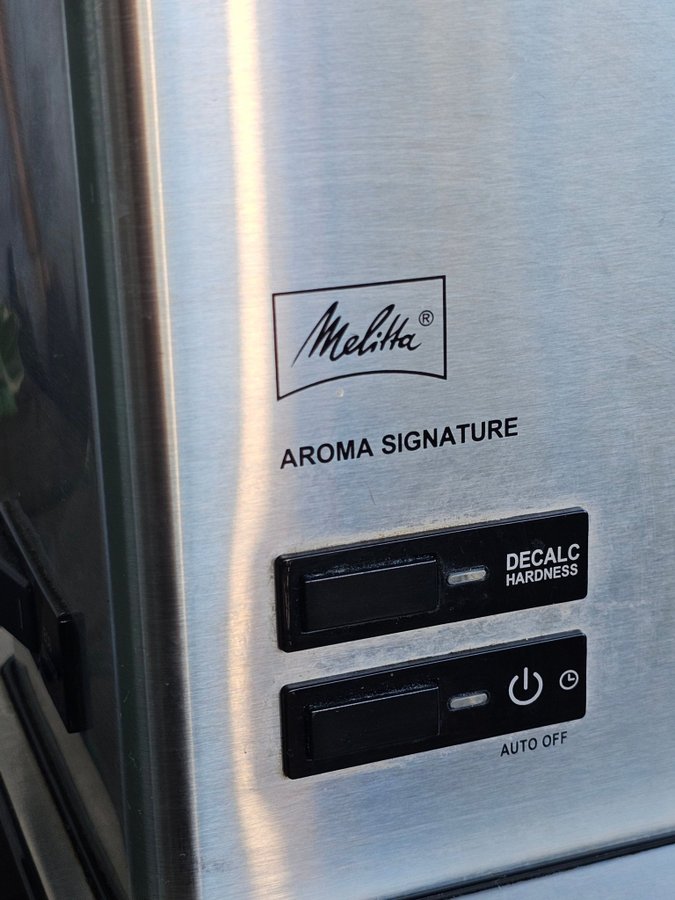 Melitta®
AROMA SIGNATURE
DECALC
HARDNESS
AUTO OFF